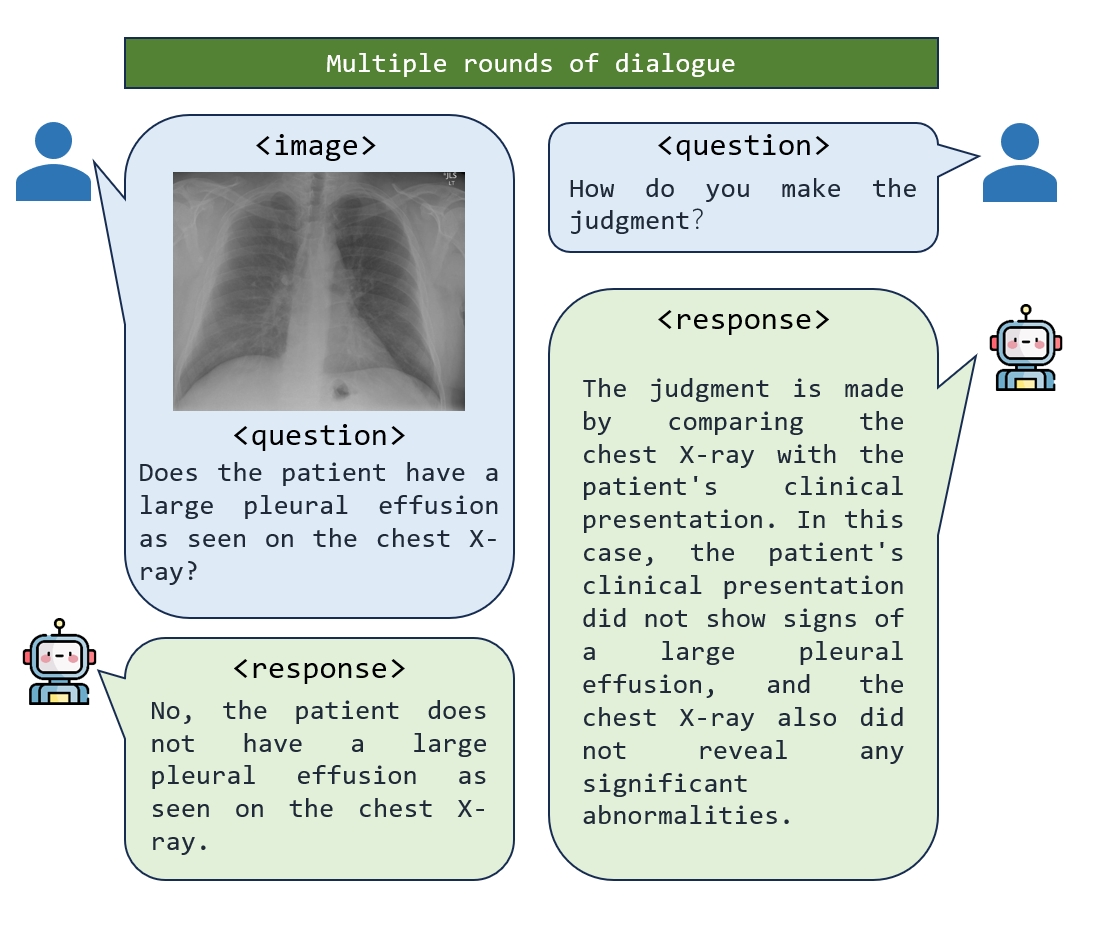 Multiple rounds of dialogue
<image>
*JLS
LT
<question>
Does the patient have a
large pleural effusion
as seen on the chest X-
ray?
<response>
No, the patient does
not have a large
pleural effusion as
seen on the chest X-
ray.
<question>
How do you make the
judgment?
<response>
The judgment is made
by comparing the
chest X-ray with the
patient's clinical
presentation. In this
case, the patient's
clinical presentation
did not show signs of
a large pleural
effusion, and the
chest X-ray also did
not reveal any
significant
abnormalities.